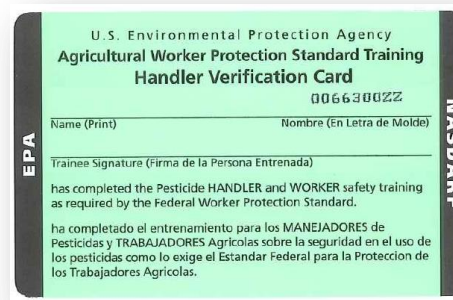 U.S. Environmental Protection Agency
Agricultural Worker Protection Standard Training
Handler Verification Card
00663002Z
Name (Print) Nombre (En Letra de Molde)
Trainee Signature (Firma de la Persona Entrenada)
has completed the Pesticide HANDLER and WORKER safety training
as required by the Federal Worker Protection Standard.
ha completado el entrenamiento para los MANEJADORES de
Pesticidas y TRABAJADORES Agricolas sobre la seguridad en el uso de
los pesticidas como lo exige el Estandar Federal para la Proteccion de
los Trabajadores Agricolas.
EPA
NASDARF